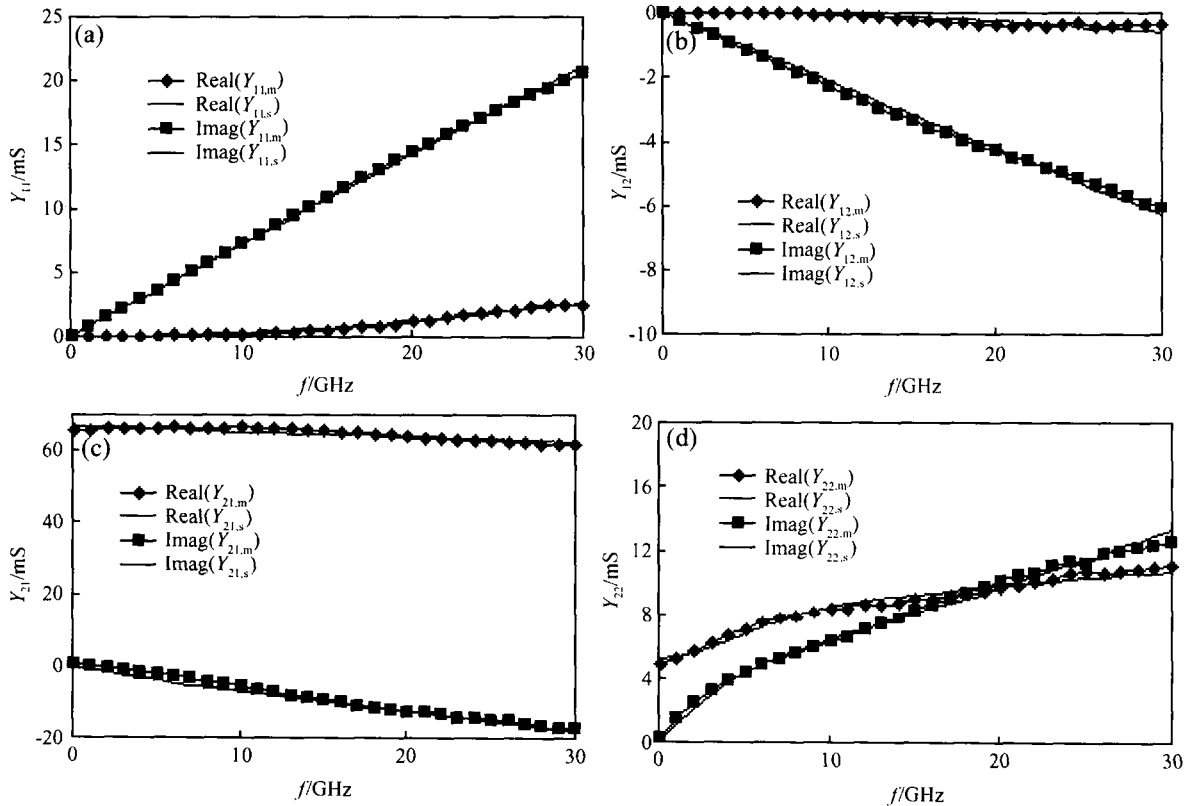 (a)
25
20
15
10
5
0
Y11/mS
Real(Y11,m)
Real(Y11,s)
Imag(Y11,m)
Imag(Y11,s)
0 10 20 30
f/GHz
(b)
0
-2
-4
-6
-8
-10
Y12/mS
Real(Y12,m)
Real(Y12,s)
Imag(Y12,m)
Imag(Y12,s)
0 10 20 30
f/GHz
(c)
60
40
20
0
-20
Y21/mS
Real(Y21,m)
Real(Y21,s)
Imag(Y21,m)
Imag(Y21,s)
0 10 20 30
f/GHz
(d)
20
16
12
8
4
0
Y22/mS
Real(Y22,m)
Real(Y22,s)
Imag(Y22,m)
Imag(Y22,s)
0 10 20 30
f/GHz